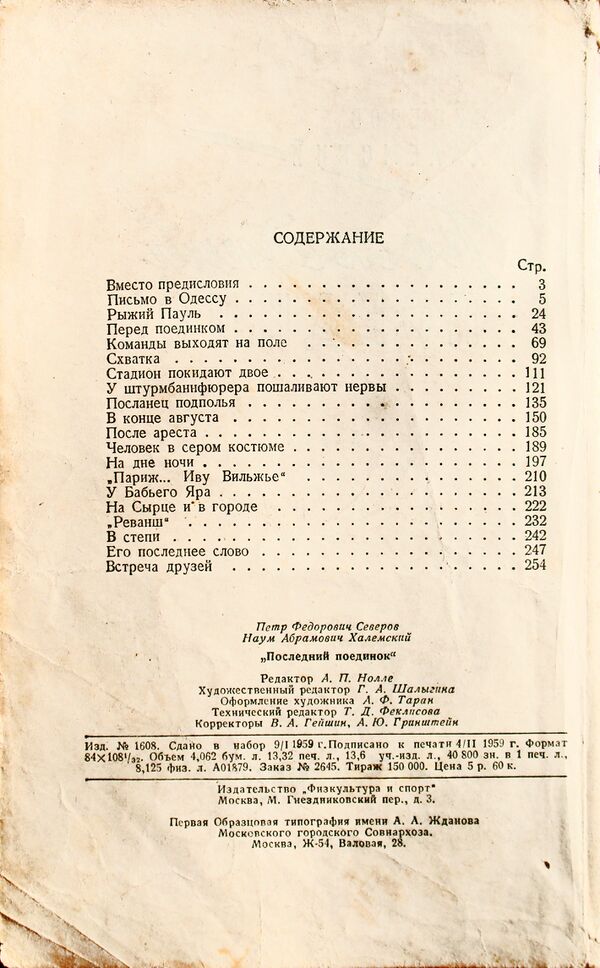 СОДЕРЖАНИЕ
Стр.
Вместо предисловия . . . . . . . . . . . . . . . . . . . 3
Письмо в Одессу . . . . . . . . . . . . . . . . . . . . 5
Рыжий Пауль . . . . . . . . . . . . . . . . . . . . . 24
Перед поединком . . . . . . . . . . . . . . . . . . . . 43
Команды выходят на поле . . . . . . . . . . . . . . . 69
Схватка . . . . . . . . . . . . . . . . . . . . . . . . 92
Стадион покидают двое . . . . . . . . . . . . . . . . . 111
У штурмбанифюрера пошаливают нервы . . . . . . . . . 121
Посланец подполья . . . . . . . . . . . . . . . . . . . 135
В конце августа . . . . . . . . . . . . . . . . . . . . 150
После ареста . . . . . . . . . . . . . . . . . . . . . . 185
Человек в сером костюме . . . . . . . . . . . . . . . . 189
На дне ночи . . . . . . . . . . . . . . . . . . . . . . 197
„Париж... Иву Вильжье“ . . . . . . . . . . . . . . . . 210
У Бабьего Яра . . . . . . . . . . . . . . . . . . . . . 213
На Сырце и в городе . . . . . . . . . . . . . . . . . . 222
„Реванш“ . . . . . . . . . . . . . . . . . . . . . . . 232
В степи . . . . . . . . . . . . . . . . . . . . . . . . 242
Его последнее слово . . . . . . . . . . . . . . . . . . 247
Встреча друзей . . . . . . . . . . . . . . . . . . . . 254
Петр Федорович Северов
Наум Абрамович Халемский
„Последний поединок“
Редактор А. П. Нолле
Художественный редактор Г. А. Шалыгина
Оформление художника А. Ф. Таран
Технический редактор Т. Д. Феклисова
Корректоры В. А. Гейшин, А. Ю. Гринштейн
Изд. № 1608. Сдано в набор 9/I 1959 г. Подписано к печати 4/II 1959 г. Формат
84×108¹/₃₂. Объем 4,062 бум. л. 13,32 печ. л., 13,6 уч.-изд. л., 40 800 зн. в 1 печ. л.,
8,125 физ. л. А01879. Заказ № 2645. Тираж 150 000. Цена 5 р. 60 к.
Издательство „Физкультура и спорт“
Москва, М. Гнездниковский пер., д. 3.
Первая Образцовая типография имени А. А. Жданова
Московского городского Совнархоза.
Москва, Ж-54, Валовая, 28.